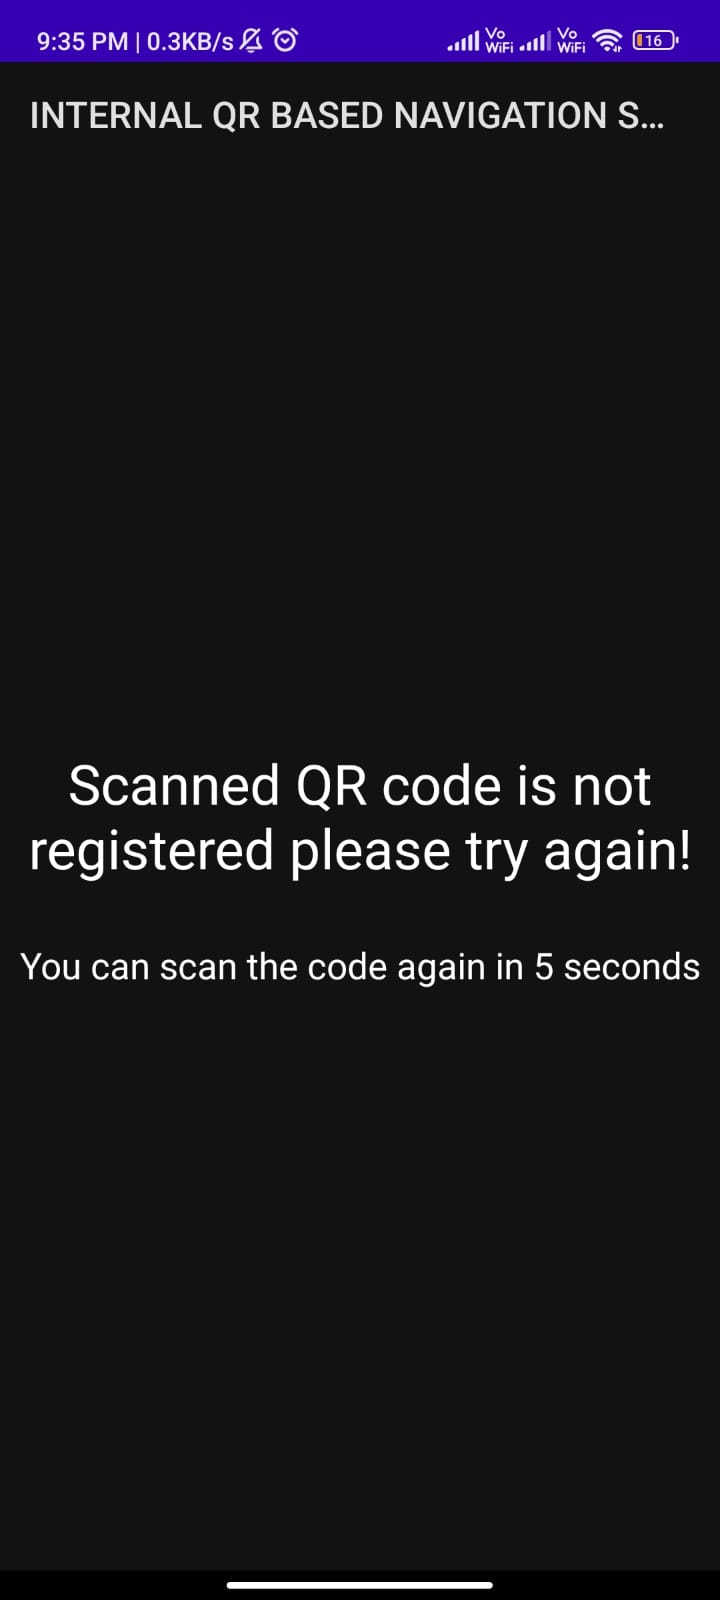 9:35 PM | 0.3KB/s Vo WiFi Vo WiFi 16
INTERNAL QR BASED NAVIGATION S...
Scanned QR code is not
registered please try again!
You can scan the code again in 5 seconds